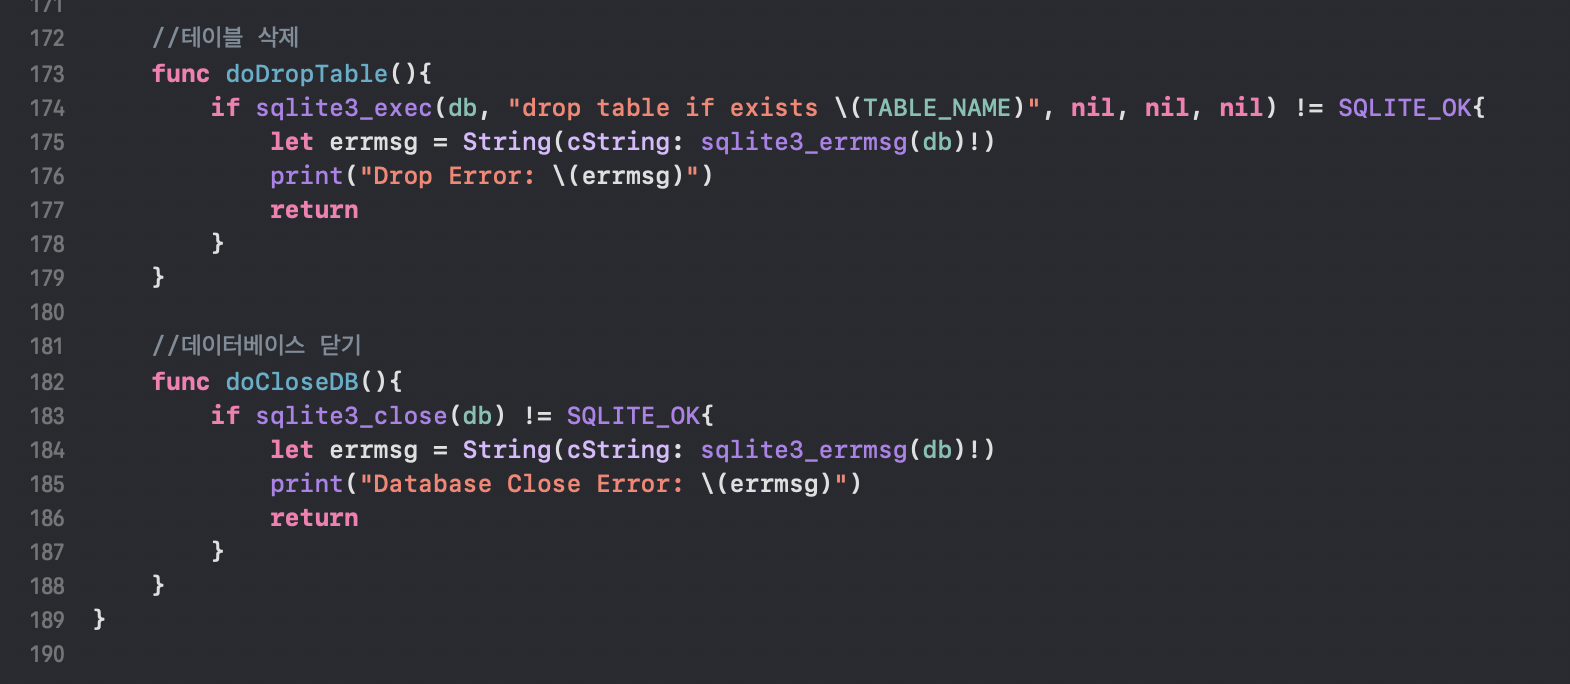 171
172 //테이블 삭제
173 func doDropTable(){
174 if sqlite3_exec(db, "drop table if exists \(TABLE_NAME)", nil, nil, nil) != SQLITE_OK{
175 let errmsg = String(cString: sqlite3_errmsg(db)!)
176 print("Drop Error: \(errmsg)")
177 return
178 }
179 }
180
181 //데이터베이스 닫기
182 func doCloseDB(){
183 if sqlite3_close(db) != SQLITE_OK{
184 let errmsg = String(cString: sqlite3_errmsg(db)!)
185 print("Database Close Error: \(errmsg)")
186 return
187 }
188 }
189 }
190